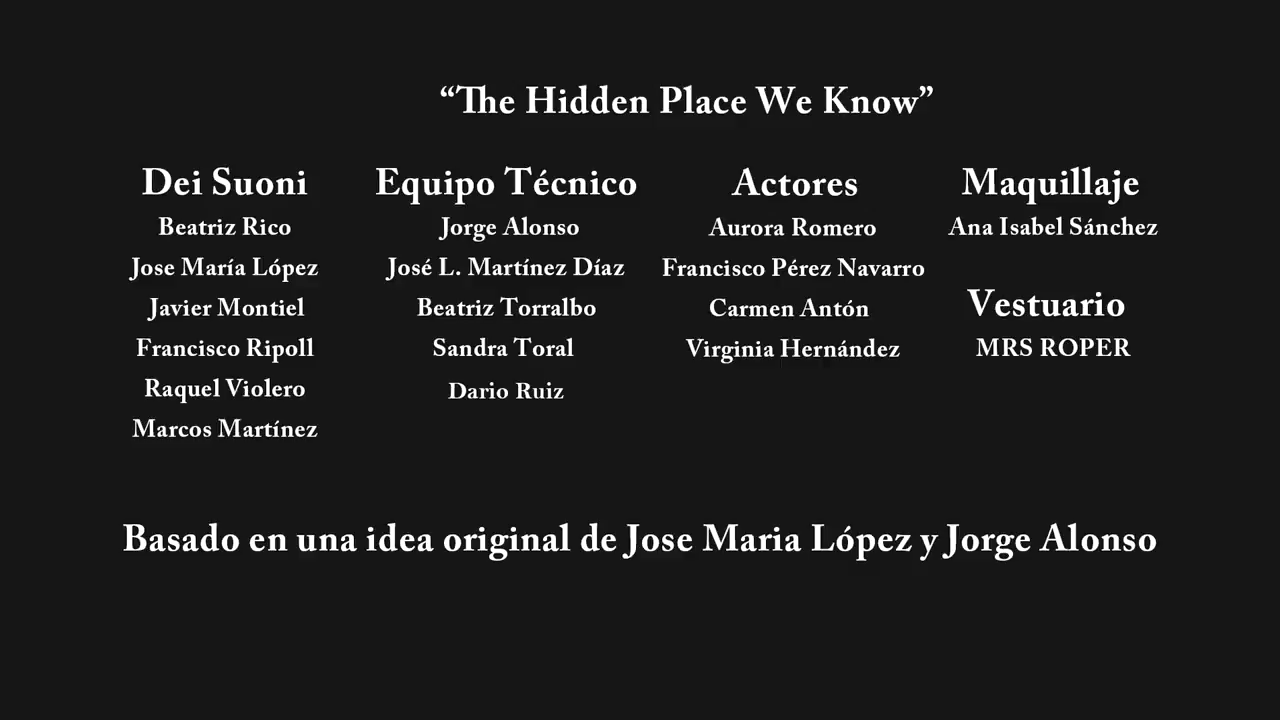 “The Hidden Place We Know”
Dei Suoni
Beatriz Rico
Jose María López
Javier Montiel
Francisco Ripoll
Raquel Violero
Marcos Martínez
Equipo Técnico
Jorge Alonso
José L. Martínez Díaz
Beatriz Torralbo
Sandra Toral
Dario Ruiz
Actores
Aurora Romero
Francisco Pérez Navarro
Carmen Antón
Virginia Hernández
Maquillaje
Ana Isabel Sánchez
Vestuario
MRS ROPER
Basado en una idea original de Jose Maria López y Jorge Alonso